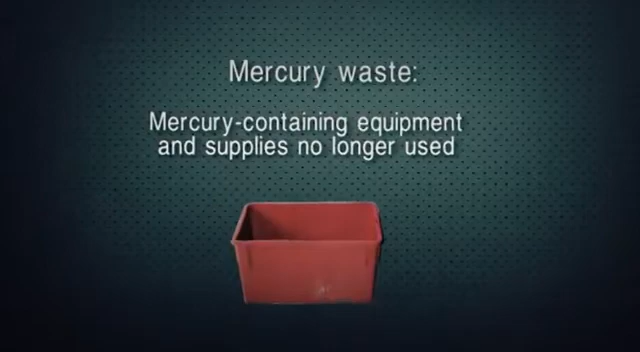 Mercury waste:
Mercury-containing equipment
and supplies no longer used